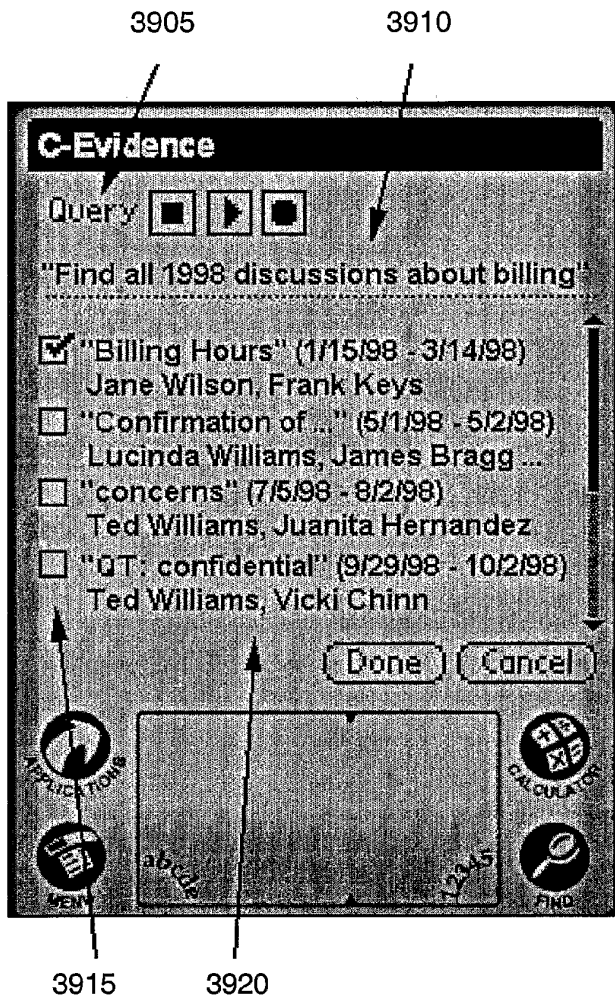 3905 3910
C-Evidence
Query
"Find all 1998 discussions about billing"
"Billing Hours" (1/15/98 - 3/14/98)
Jane Wilson, Frank Keys
"Confirmation of ..." (5/1/98 - 5/2/98)
Lucinda Williams, James Bragg ...
"concerns" (7/5/98 - 8/2/98)
Ted Williams, Juanita Hernandez
"QT: confidential" (9/29/98 - 10/2/98)
Ted Williams, Vicki Chinn
Done Cancel
APPLICATIONS CALCULATOR
abcde 12345
MENU FIND
3915 3920